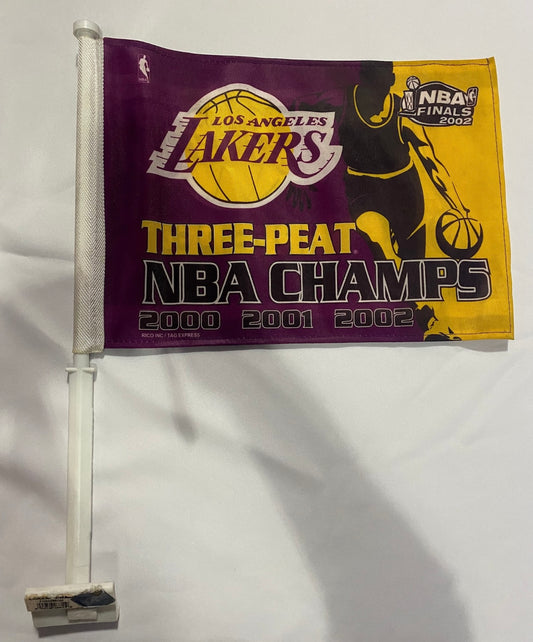 LOS ANGELES
LAKERS
NBA
FINALS
2002
THREE-PEAT®
NBA CHAMPS
2000 2001 2002
RICO INC / TAG EXPRESS